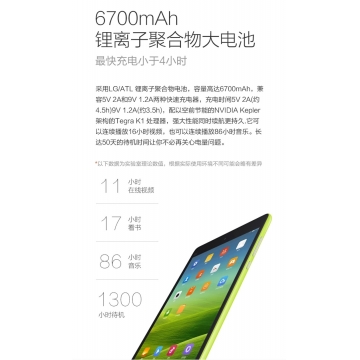 6700mAh
锂离子聚合物大电池
最快充电小于4小时
采用LG/ATL 锂离子聚合物电池，容量高达6700mAh，兼
容5V 2A和9V 1.2A两种快速充电器，充电时间5V 2A(约
4.5h)9V 1.2A(约3.5h)，配以空前节能的NVIDIA Kepler
架构的Tegra K1 处理器，强大性能同时续航更持久.它可
以连续播放16小时视频，也可以连续播放86小时音乐。长
达50天的待机时间让你不必再关心电量问题。
*以下数据为实验室理论数值，根据实际使用环境不同可能会稍有差异
11 小时
在线视频
17 小时
看书
86 小时
音乐
1300
小时待机